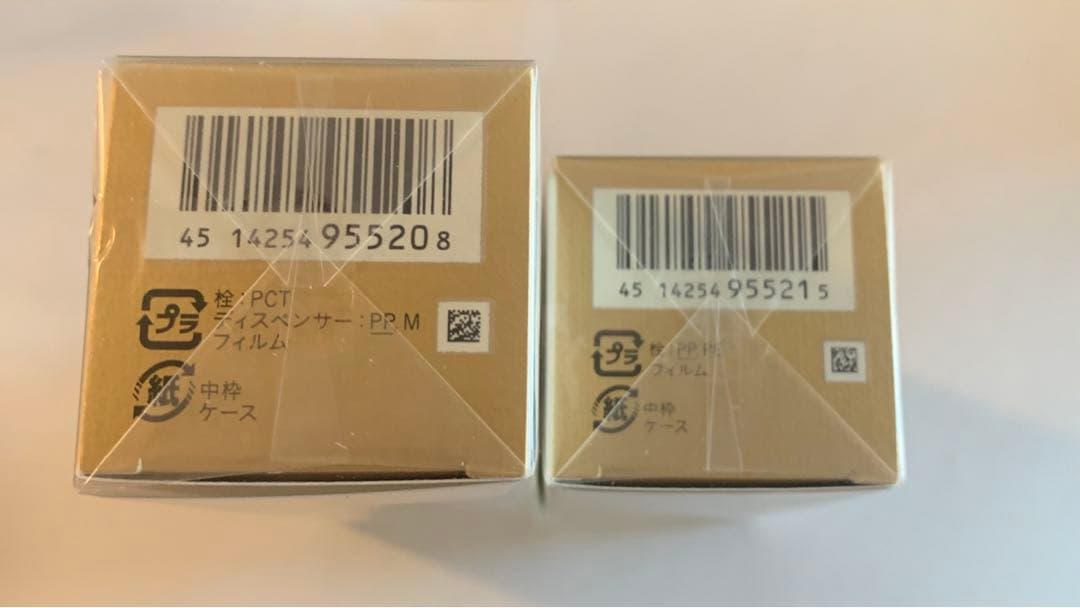 45 14254 95520 8
プラ
栓：PCT
ディスペンサー：PP, M
フィルム
紙
中枠
ケース
45 14254 95521 5
プラ
栓：PP, PE
フィルム
紙
中枠
ケース